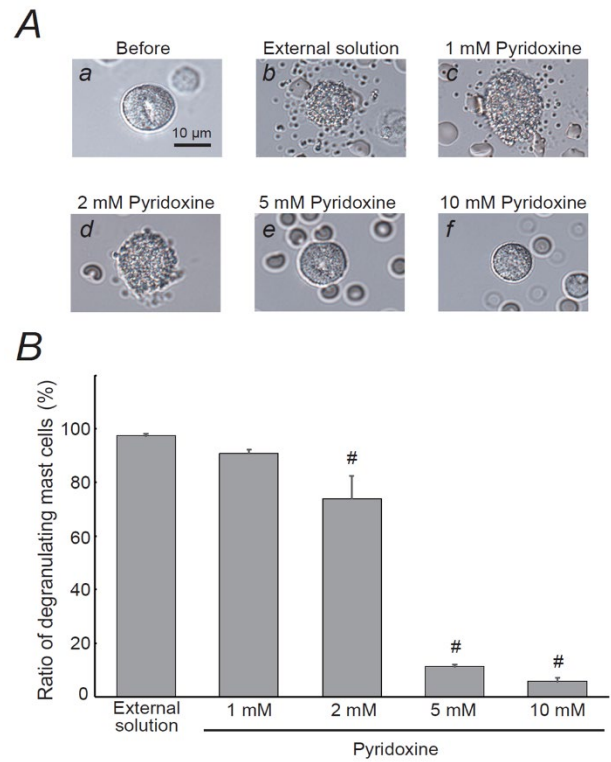 A
Before
External solution
1 mM Pyridoxine
a
b
c
10 μm
2 mM Pyridoxine
5 mM Pyridoxine
10 mM Pyridoxine
d
e
f
B
Ratio of degranulating mast cells (%)
100
80
60
40
20
0
#
#
#
External
solution
1 mM
2 mM
5 mM
10 mM
Pyridoxine